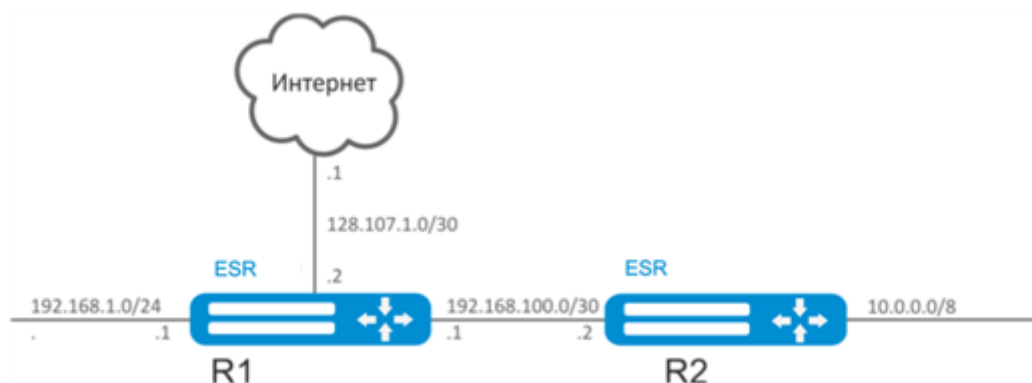 Интернет
.1
128.107.1.0/30
ESR
.2
ESR
192.168.1.0/24
192.168.100.0/30
10.0.0.0/8
.
.1
.1
.2
R1
R2